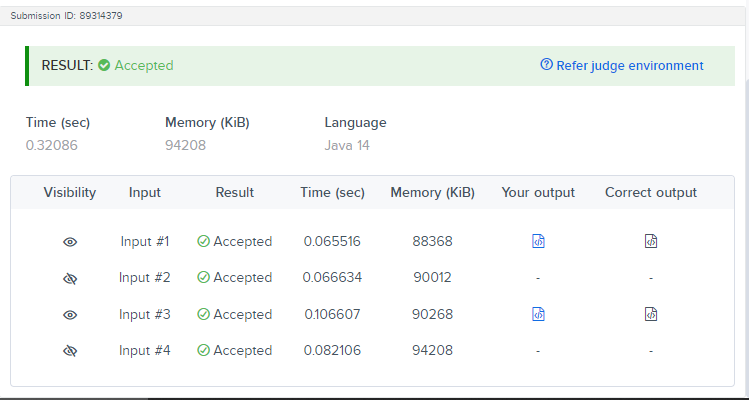 Submission ID: 89314379
RESULT: Accepted Refer judge environment
Time (sec) Memory (KiB) Language
0.32086 94208 Java 14
Visibility Input Result Time (sec) Memory (KiB) Your output Correct output
Input #1 Accepted 0.065516 88368
Input #2 Accepted 0.066634 90012 - -
Input #3 Accepted 0.106607 90268
Input #4 Accepted 0.082106 94208 - -